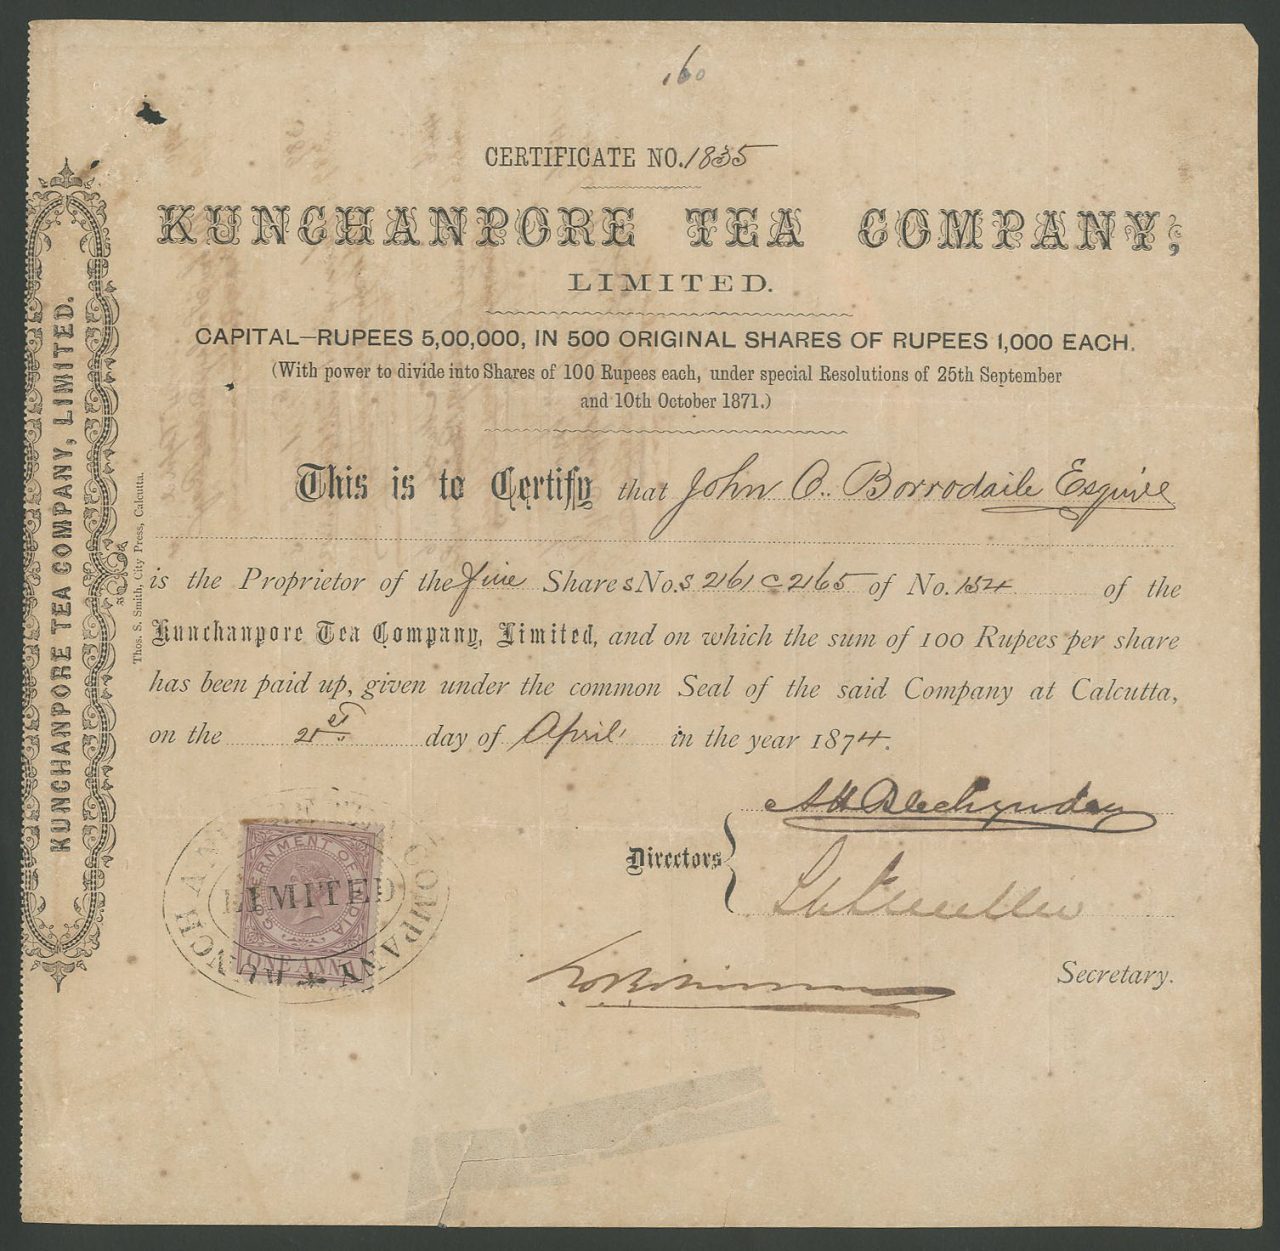 160
CERTIFICATE NO. 1835
KUNCHANPORE TEA COMPANY,
LIMITED.
CAPITAL—RUPEES 5,00,000, IN 500 ORIGINAL SHARES OF RUPEES 1,000 EACH.
(With power to divide into Shares of 100 Rupees each, under special Resolutions of 25th September
and 10th October 1871.)
This is to Certify that John O. Borrodaile Esquire
is the Proprietor of the five Shares Nos 2161 @ 2165 of No. 154 of the
Kunchanpore Tea Company, Limited, and on which the sum of 100 Rupees per share
has been paid up, given under the common Seal of the said Company at Calcutta,
on the 21st day of April in the year 1874.
A H Blechynden
Directors
Secretary.
GOVERNMENT OF INDIA
ONE ANNA
COMPANY
LIMITED
KUNCHANPORE TEA COMPANY, LIMITED.
Thos. S. Smith, City Press, Calcutta.